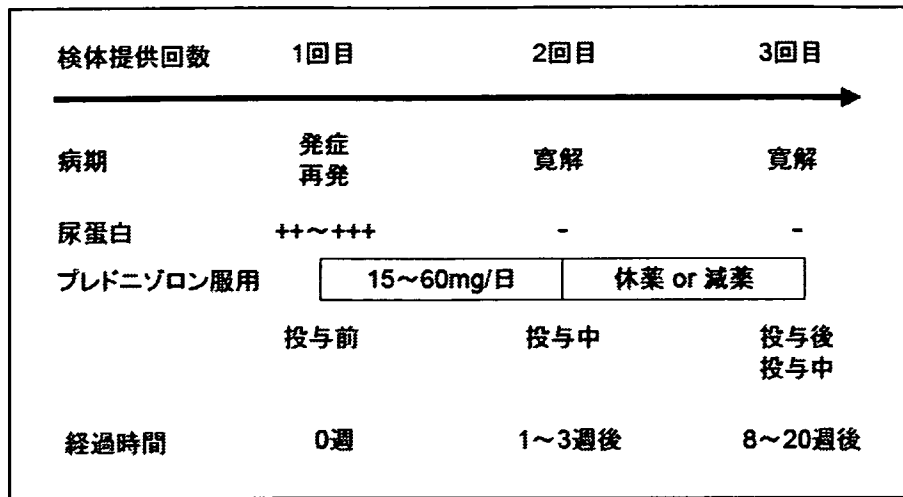 検体提供回数 1回目 2回目 3回目
病期 発症 再発 寛解 寛解
尿蛋白 ++～+++ - -
プレドニゾロン服用 15～60mg/日 休薬 or 減薬
投与前 投与中 投与後 投与中
経過時間 0週 1～3週後 8～20週後